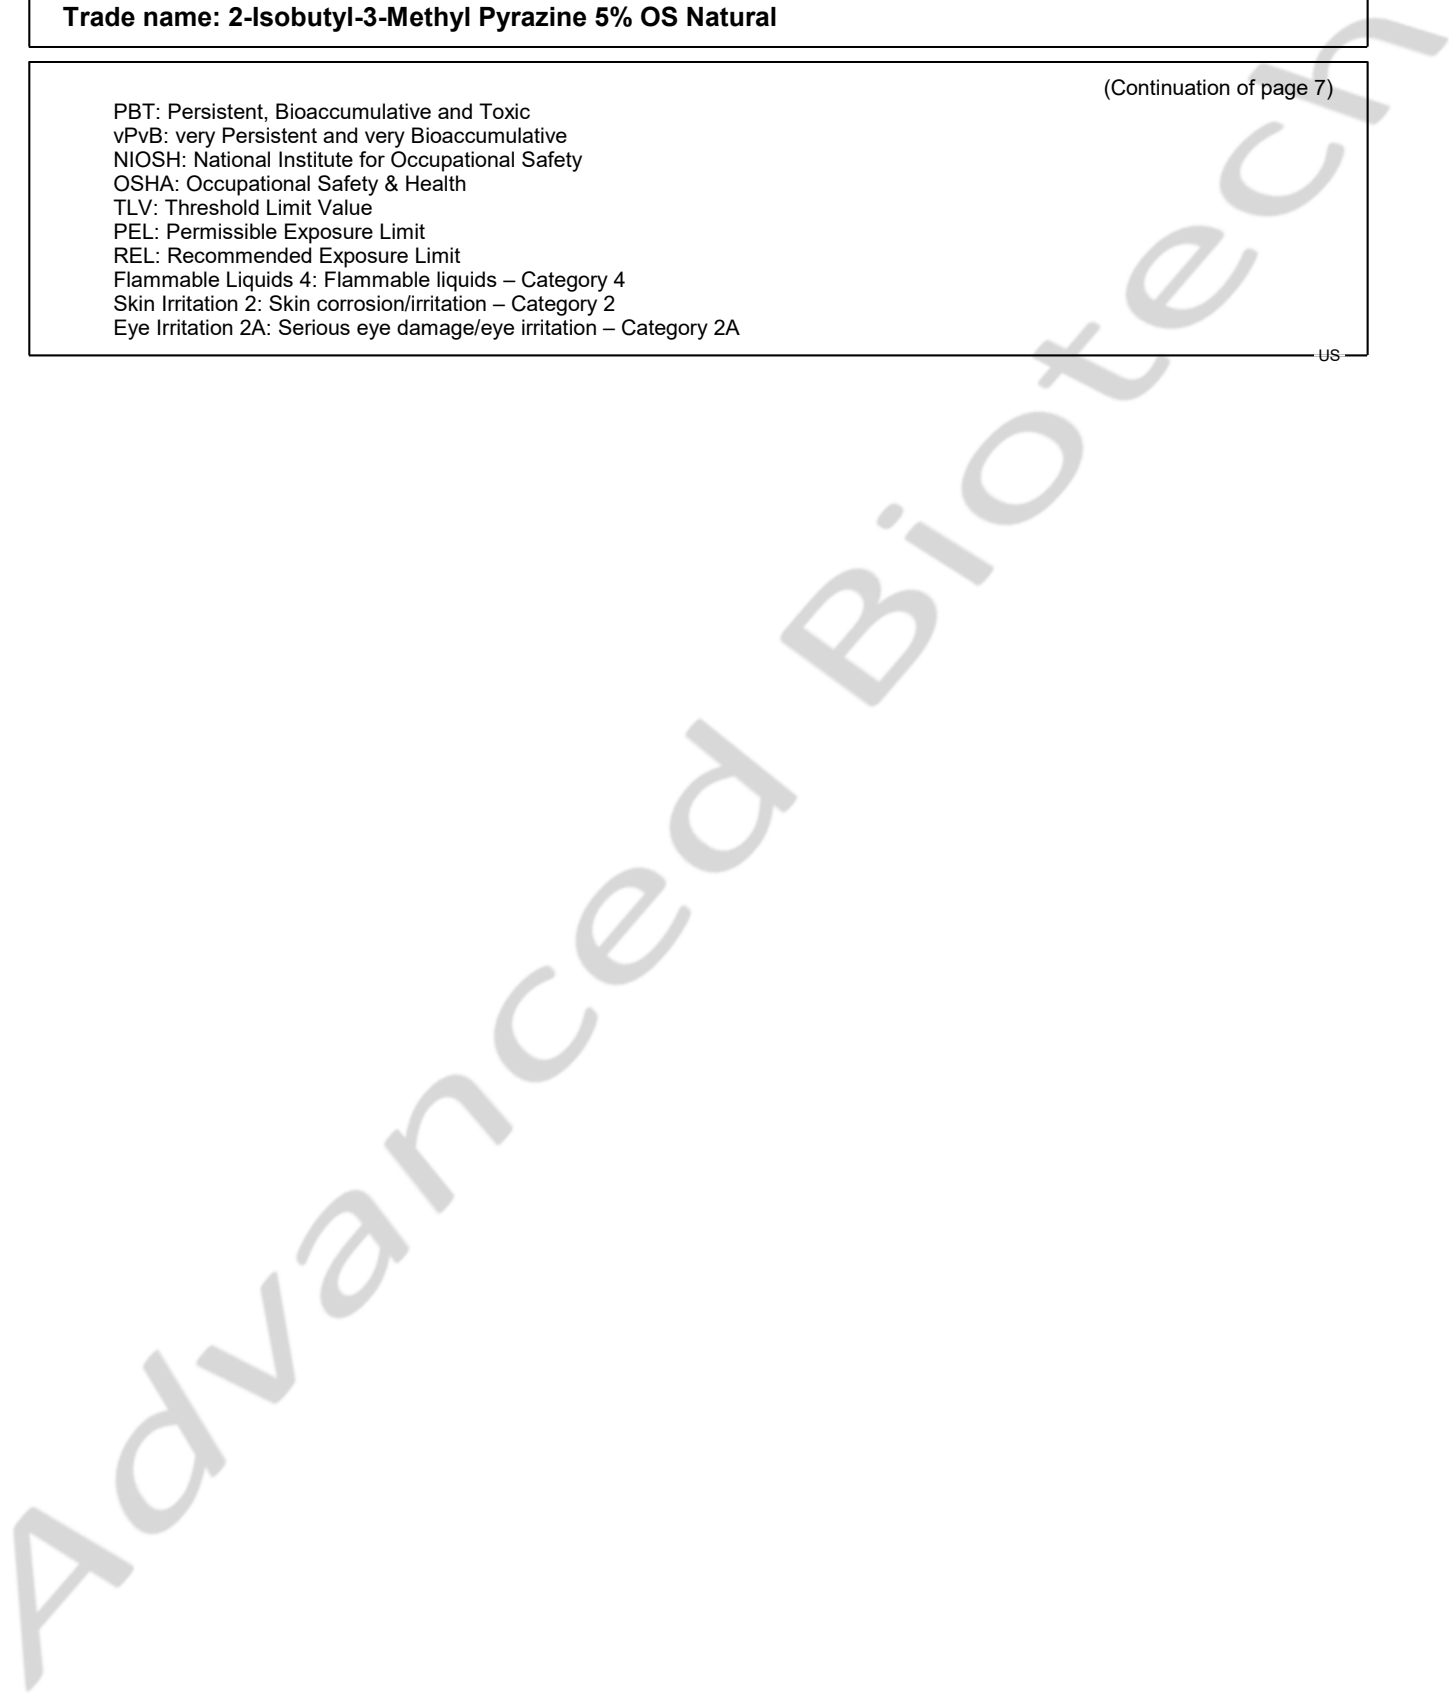 Trade name: 2-Isobutyl-3-Methyl Pyrazine 5% OS Natural
(Continuation of page 7)
PBT: Persistent, Bioaccumulative and Toxic
vPvB: very Persistent and very Bioaccumulative
NIOSH: National Institute for Occupational Safety
OSHA: Occupational Safety & Health
TLV: Threshold Limit Value
PEL: Permissible Exposure Limit
REL: Recommended Exposure Limit
Flammable Liquids 4: Flammable liquids – Category 4
Skin Irritation 2: Skin corrosion/irritation – Category 2
Eye Irritation 2A: Serious eye damage/eye irritation – Category 2A
US
Advanced Biotech